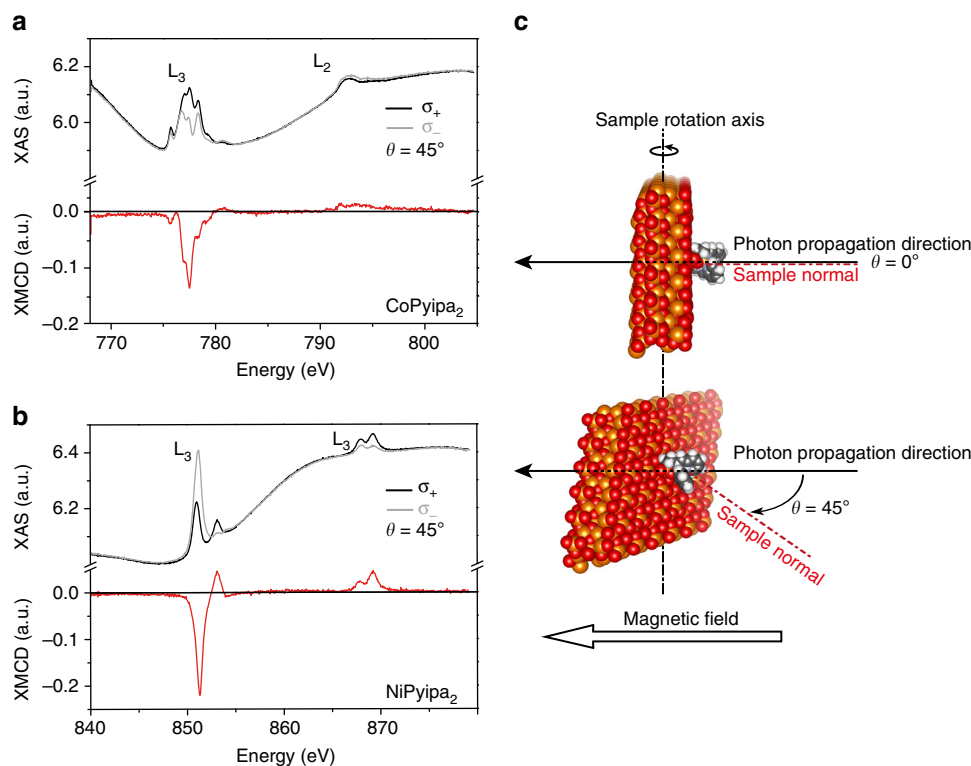 a
XAS (a.u.)
6.2
6.0
L₃
L₂
σ₊
σ₋
θ = 45°
XMCD (a.u.)
0.0
−0.1
−0.2
CoPyipa₂
770 780 790 800
Energy (eV)
b
XAS (a.u.)
6.4
6.2
L₃
L₃
σ₊
σ₋
θ = 45°
XMCD (a.u.)
0.0
−0.1
−0.2
NiPyipa₂
840 850 860 870
Energy (eV)
c
Sample rotation axis
Photon propagation direction
θ = 0°
Sample normal
Photon propagation direction
θ = 45°
Sample normal
Magnetic field